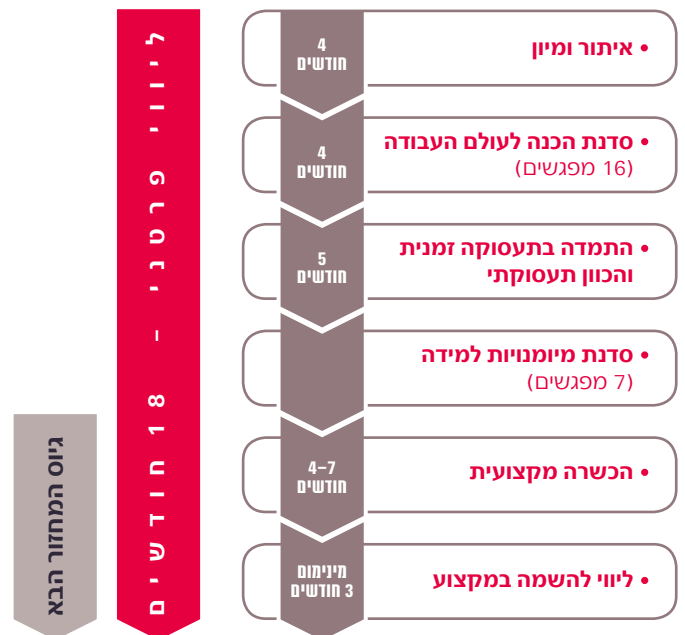 • איתור ומיון
4
חודשים
• סדנת הכנה לעולם העבודה
(16 מפגשים)
4
חודשים
• התמדה בתעסוקה זמנית
והכוון תעסוקתי
5
חודשים
• סדנת מיומנויות למידה
(7 מפגשים)
• הכשרה מקצועית
4–7
חודשים
• ליווי להשמה במקצוע
מינימום
3 חודשים
ליווי פרטני – 18 חודשים
גיוס המחזור הבא